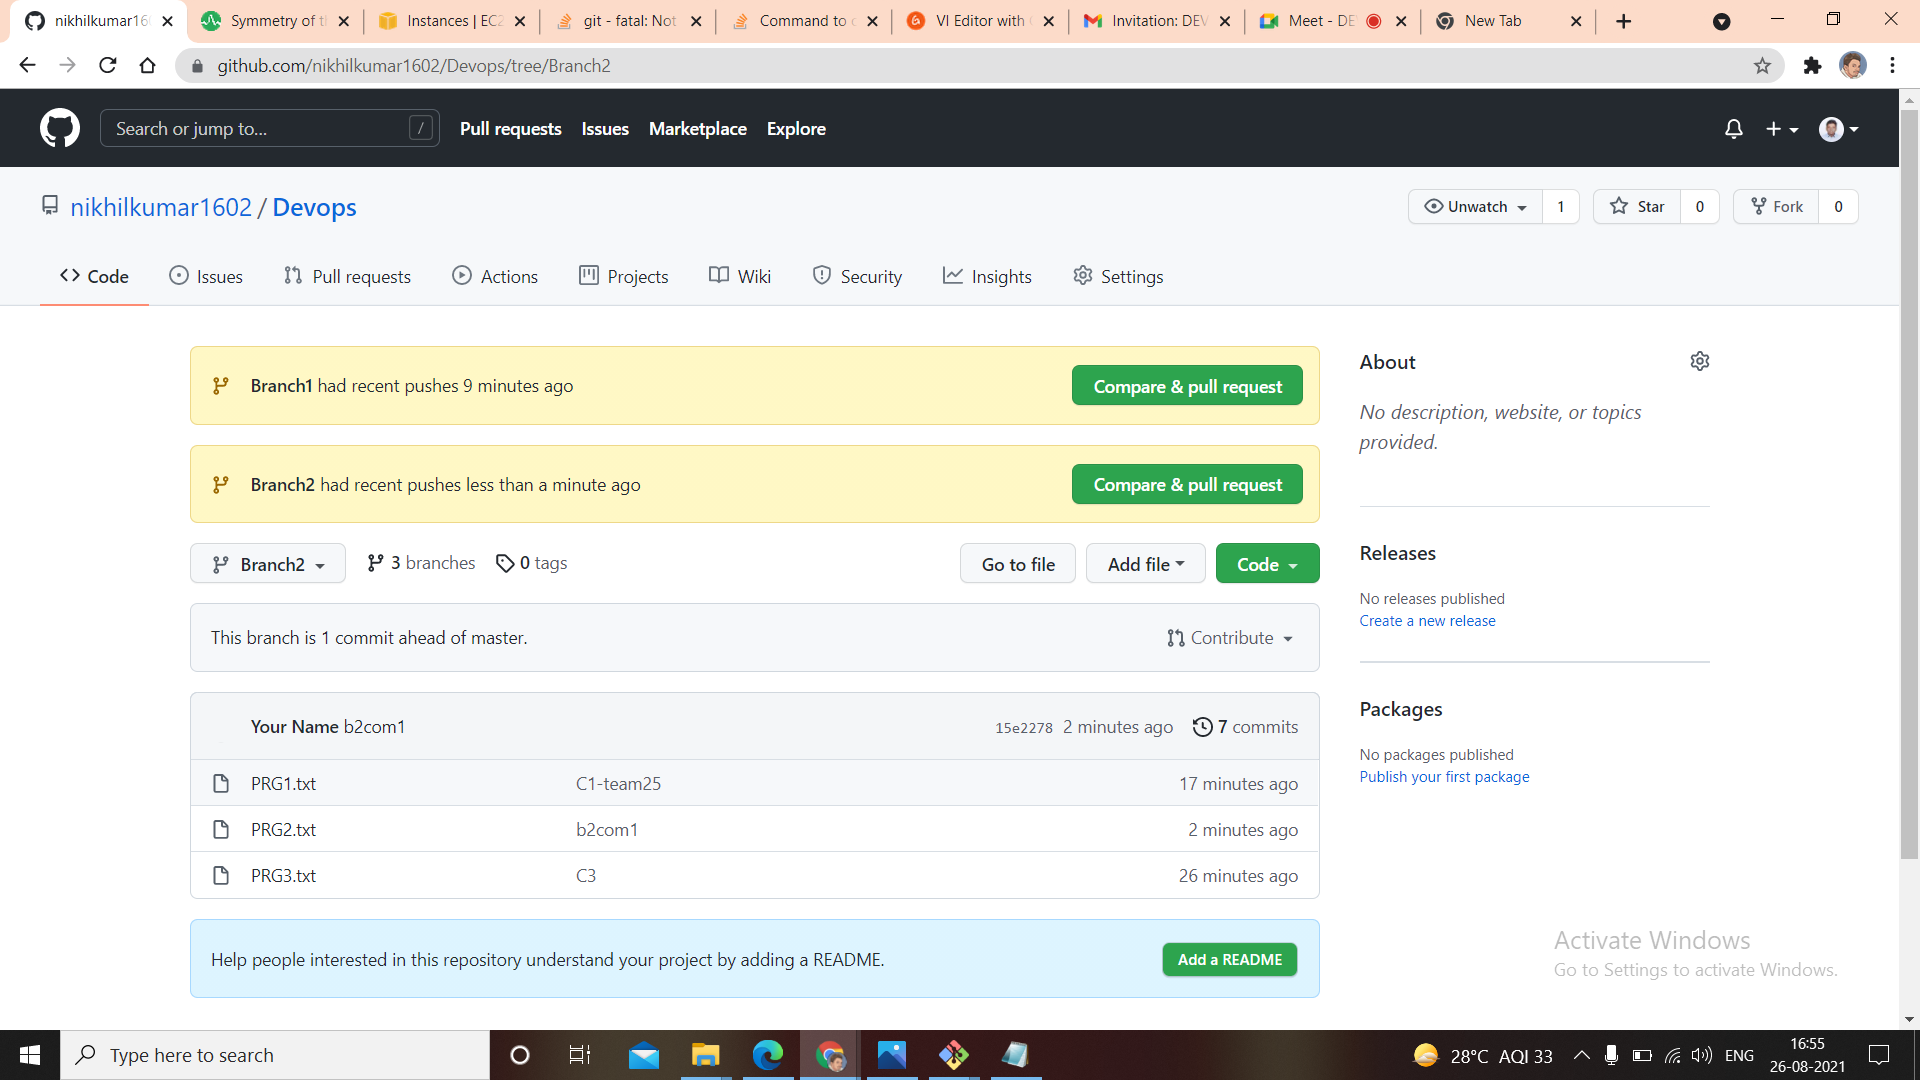 nikhilkumar16
Symmetry of t
Instances | EC2
git - fatal: Not
Command to
VI Editor with
Invitation: DEV
Meet - DE
New Tab
github.com/nikhilkumar1602/Devops/tree/Branch2
Search or jump to... /
Pull requests Issues Marketplace Explore
nikhilkumar1602 / Devops
Unwatch 1
Star 0
Fork 0
Code Issues Pull requests Actions Projects Wiki Security Insights Settings
Branch1 had recent pushes 9 minutes ago
Compare & pull request
Branch2 had recent pushes less than a minute ago
Compare & pull request
Branch2 3 branches 0 tags
Go to file Add file Code
This branch is 1 commit ahead of master.
Contribute
Your Name b2com1 15e2278 2 minutes ago 7 commits
PRG1.txt C1-team25 17 minutes ago
PRG2.txt b2com1 2 minutes ago
PRG3.txt C3 26 minutes ago
Help people interested in this repository understand your project by adding a README.
Add a README
About
No description, website, or topics
provided.
Releases
No releases published
Create a new release
Packages
No packages published
Publish your first package
Activate Windows
Go to Settings to activate Windows.
Type here to search
28°C AQI 33
ENG
16:55
26-08-2021